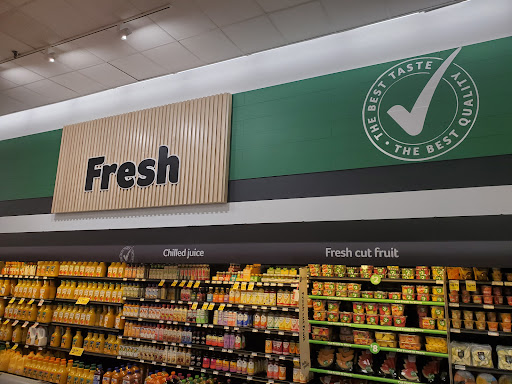 Fresh
THE BEST TASTE • THE BEST QUALITY •
Chilled juice
Fresh cut fruit